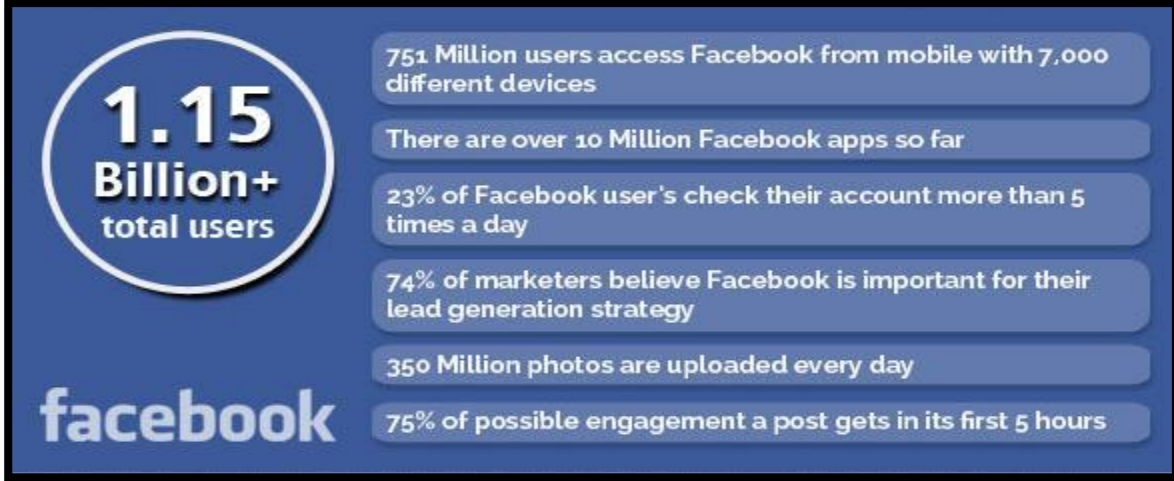 1.15
Billion+
total users
facebook
751 Million users access Facebook from mobile with 7,000
different devices
There are over 10 Million Facebook apps so far
23% of Facebook user's check their account more than 5
times a day
74% of marketers believe Facebook is important for their
lead generation strategy
350 Million photos are uploaded every day
75% of possible engagement a post gets in its first 5 hours